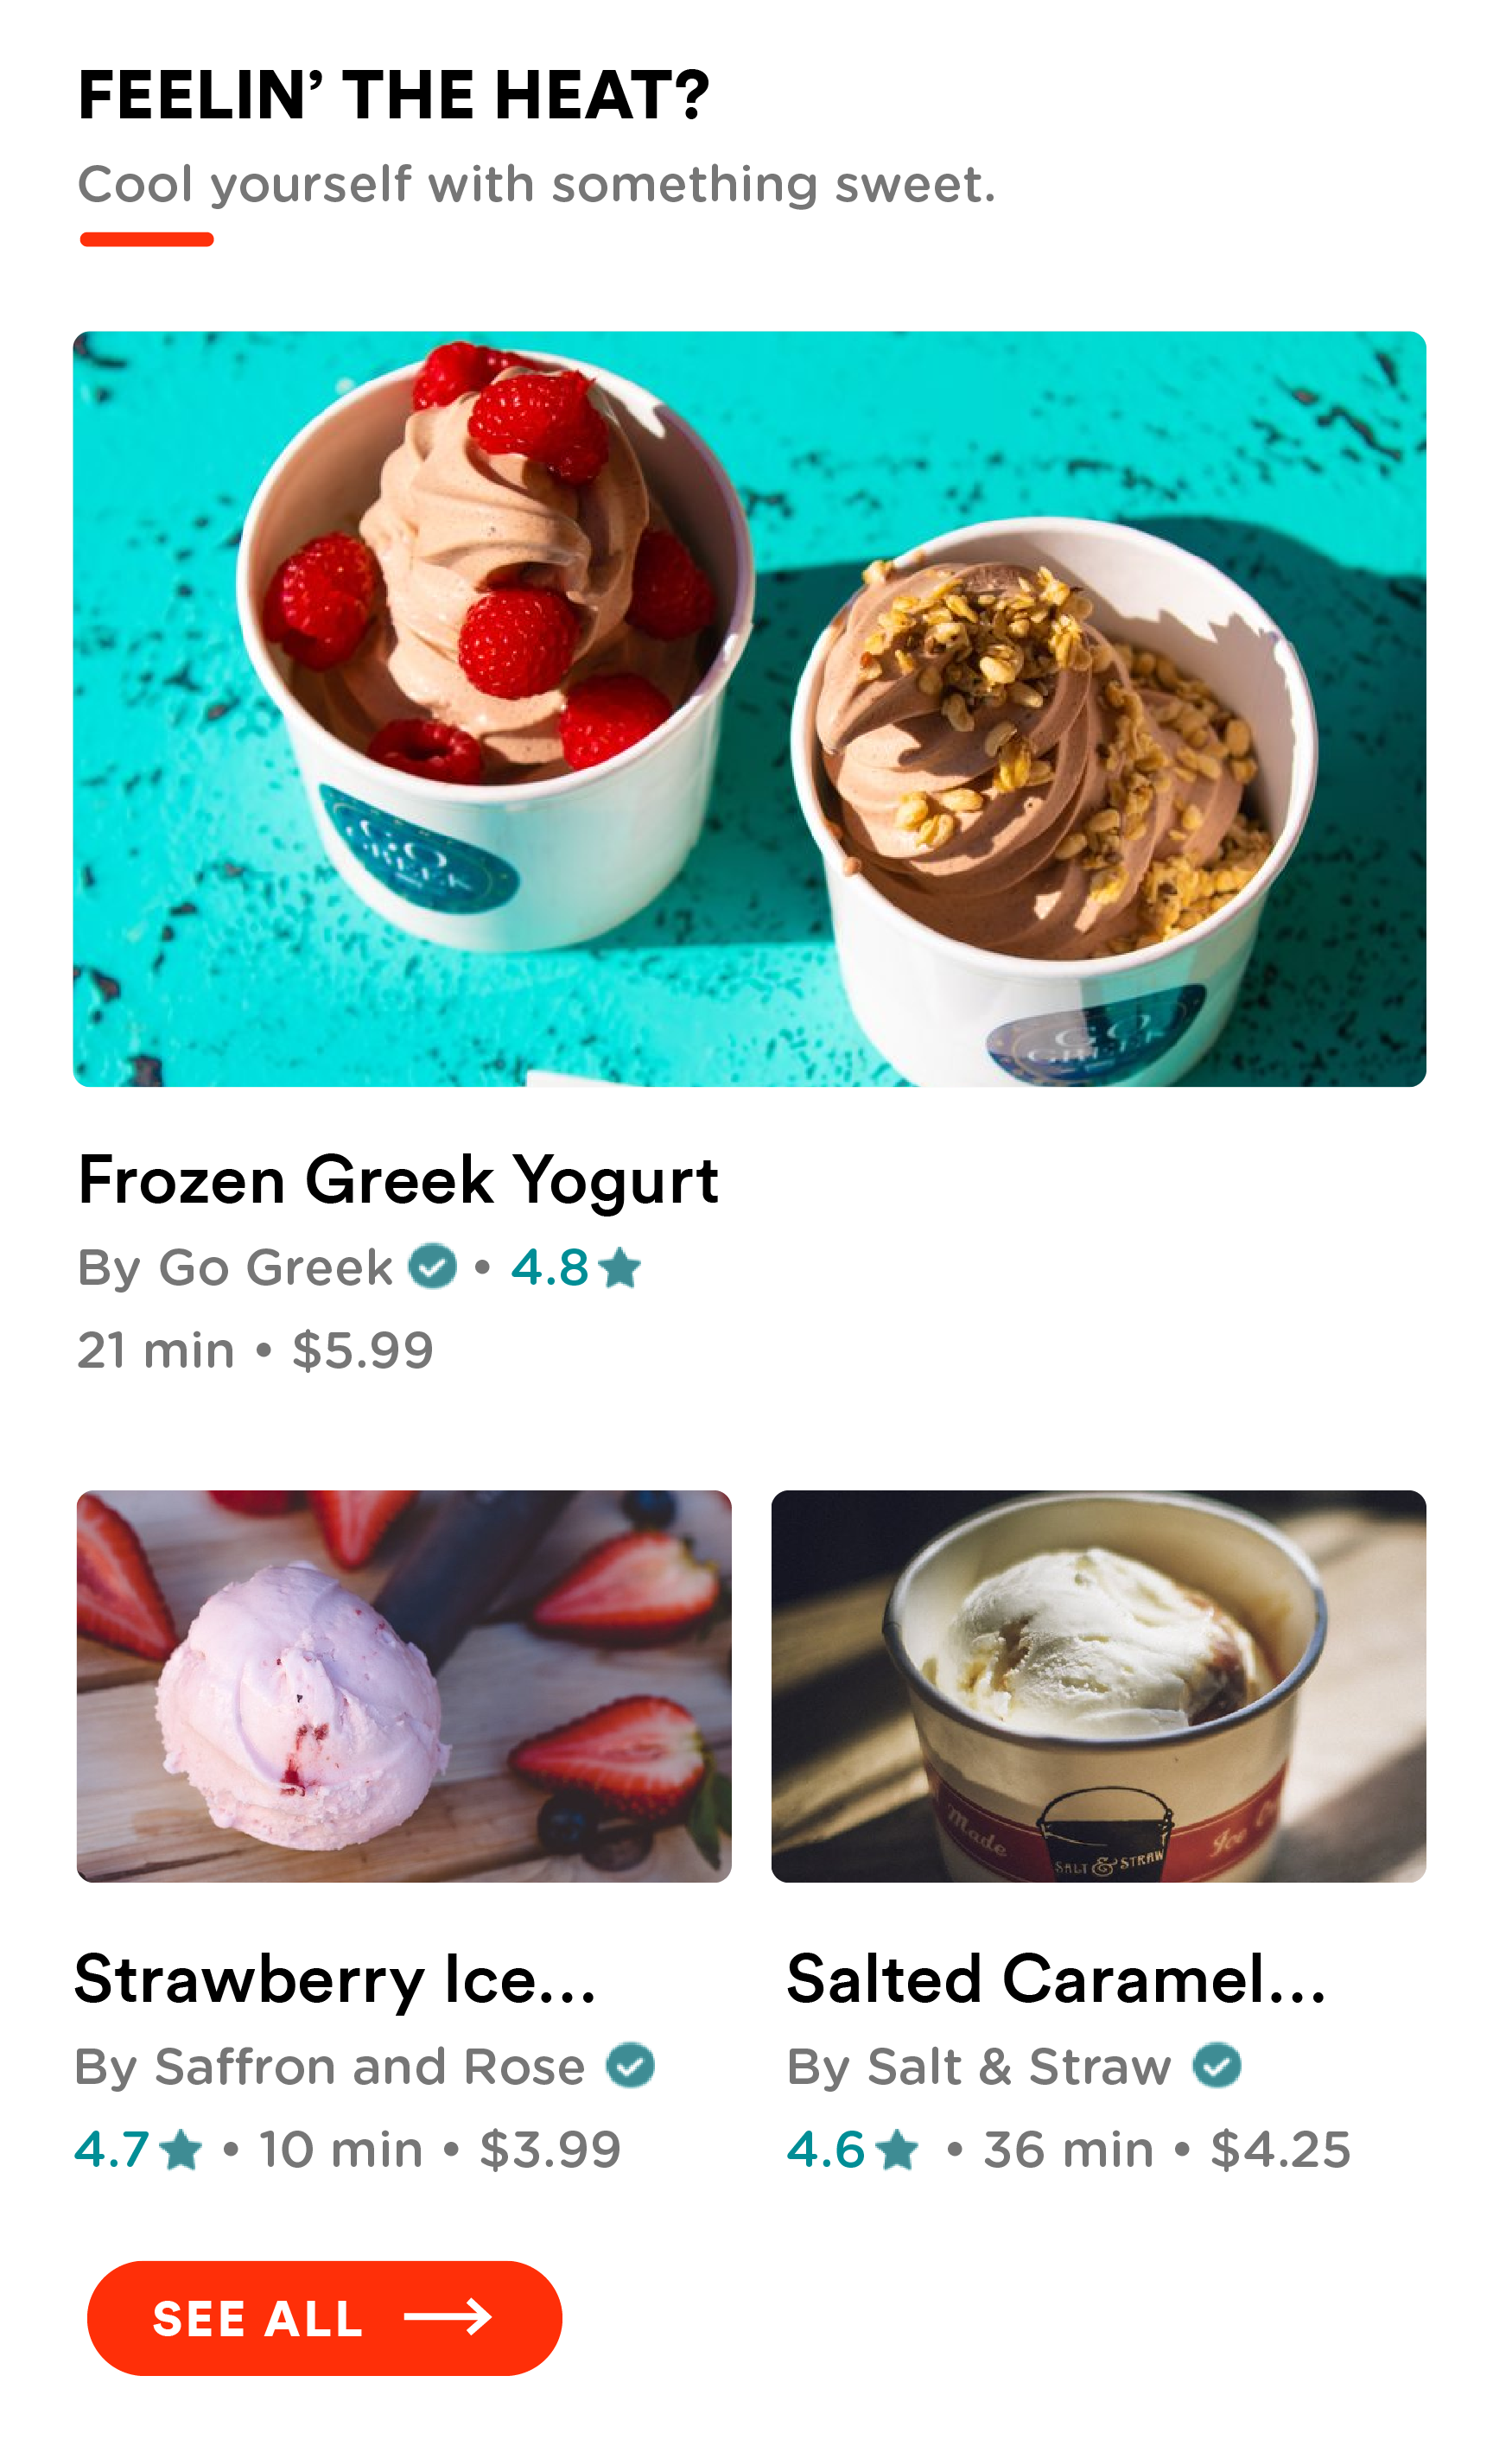 FEELIN’ THE HEAT?
Cool yourself with something sweet.
GO
GREEK
Frozen Greek Yogurt
By Go Greek • 4.8
21 min • $5.99
Made
SALT & STRAW
Ice
Strawberry Ice...
By Saffron and Rose
4.7 • 10 min • $3.99
Salted Caramel...
By Salt & Straw
4.6 • 36 min • $4.25
SEE ALL →